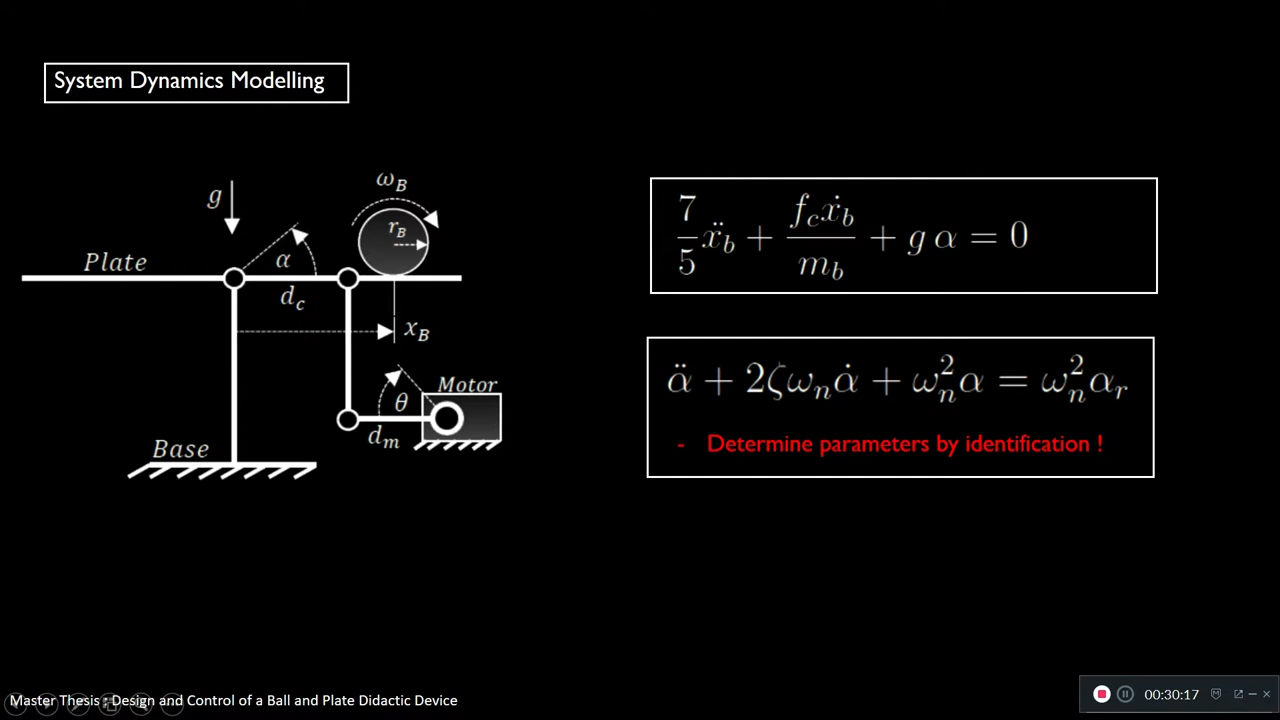 System Dynamics Modelling
g
ω_B
r_B
Plate
α
d_c
x_B
Motor
θ
d_m
Base
7/5 ẍ_b + f_c ẋ_b / m_b + g α = 0
α̈ + 2ζω_n α̇ + ω_n² α = ω_n² α_r
- Determine parameters by identification !
Master Thesis : Design and Control of a Ball and Plate Didactic Device
00:30:17